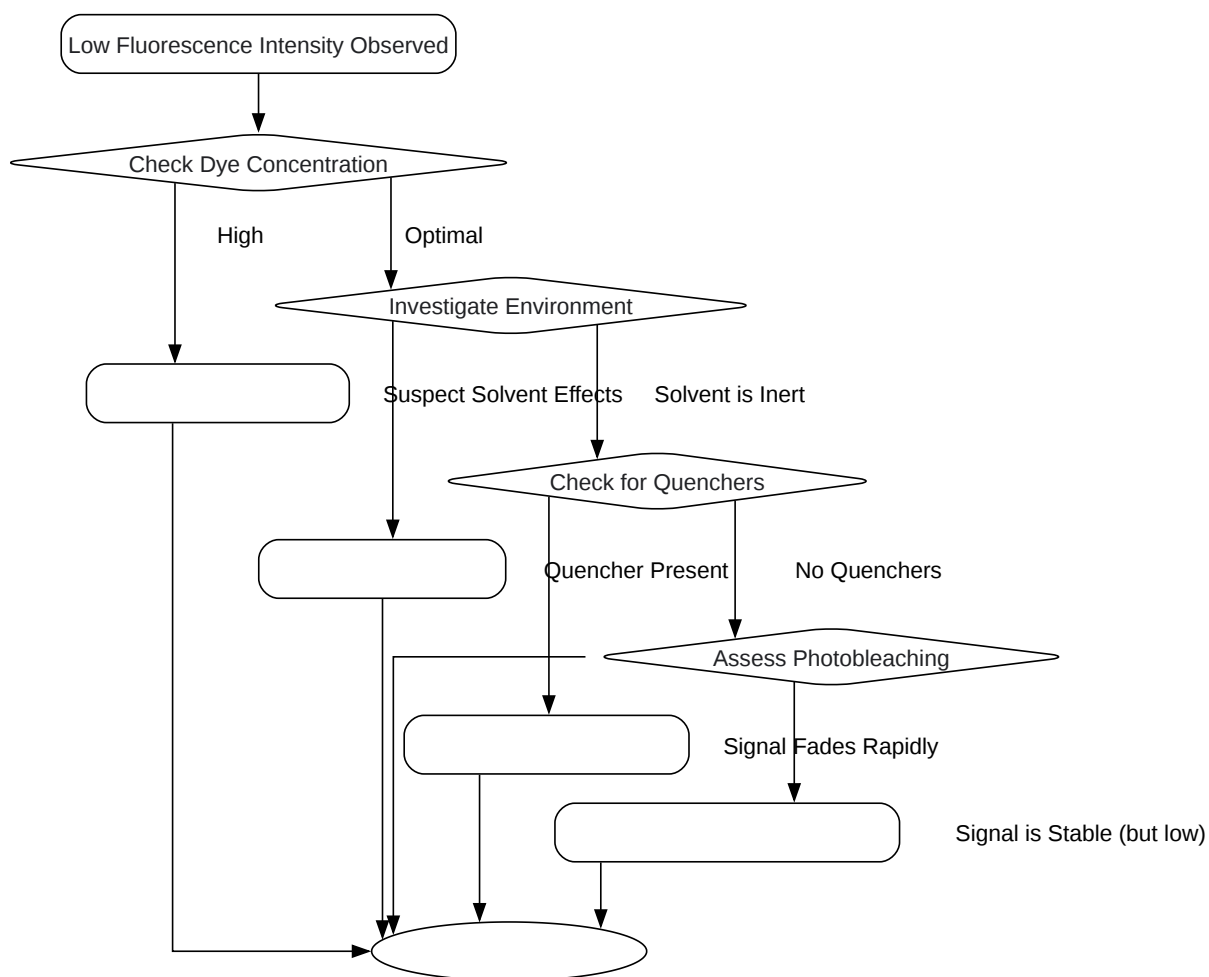 Low Fluorescence Intensity Observed
Check Dye Concentration
High
Optimal
Investigate Environment
Suspect Solvent Effects
Solvent is Inert
Check for Quenchers
Quencher Present
No Quenchers
Assess Photobleaching
Signal Fades Rapidly
Signal is Stable (but low)